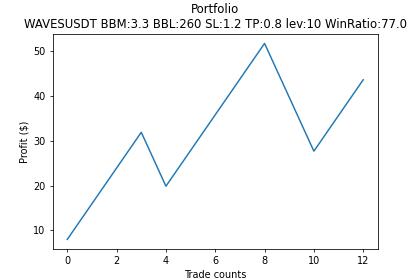 Portfolio
WAVESUSDT BBM:3.3 BBL:260 SL:1.2 TP:0.8 lev:10 WinRatio:77.0
50
40
30
20
10
Profit ($)
0 2 4 6 8 10 12
Trade counts